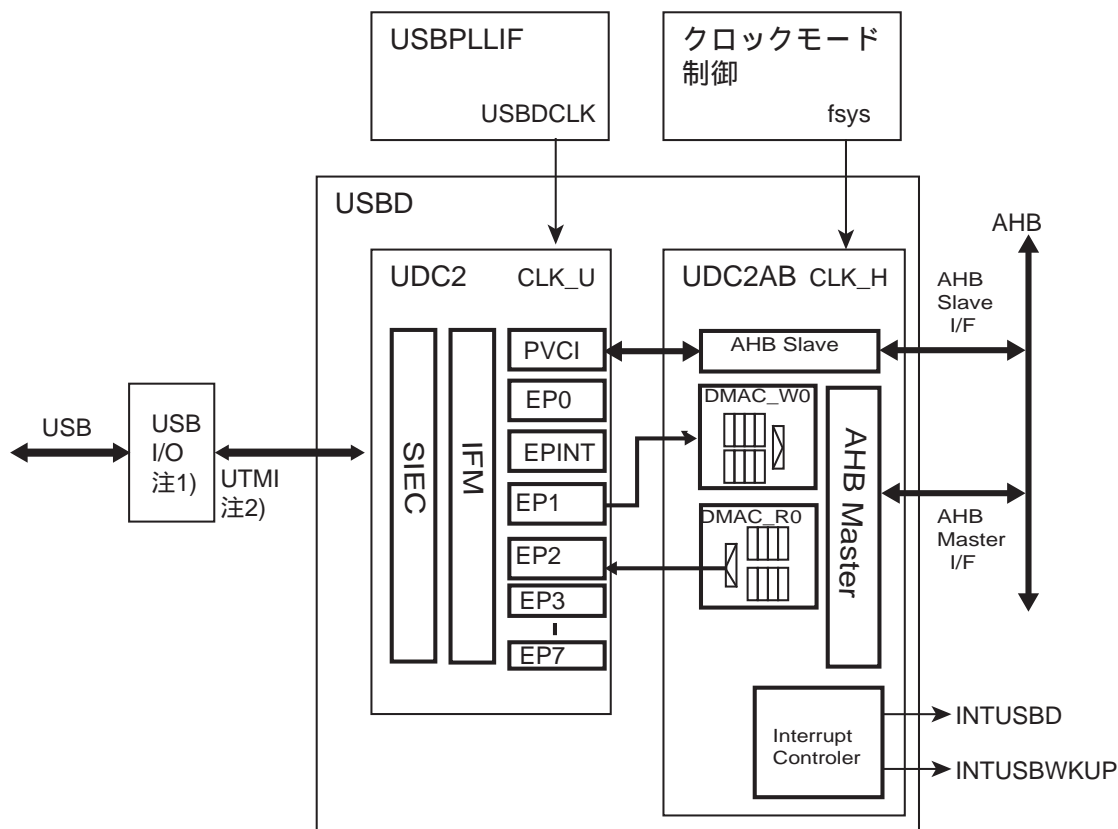 USBPLLIF
USBDCLK
クロックモード
制御
fsys
USBD
AHB
UDC2
CLK_U
UDC2AB
CLK_H
AHB
Slave
I/F
PVCI
AHB Slave
EP0
DMAC_W0
USB
USB
I/O
注1)
UTMI
注2)
SIEC
IFM
EPINT
EP1
AHB Master
DMAC_R0
AHB
Master
I/F
EP2
EP3
EP7
Interrupt
Controler
INTUSBD
INTUSBWKUP